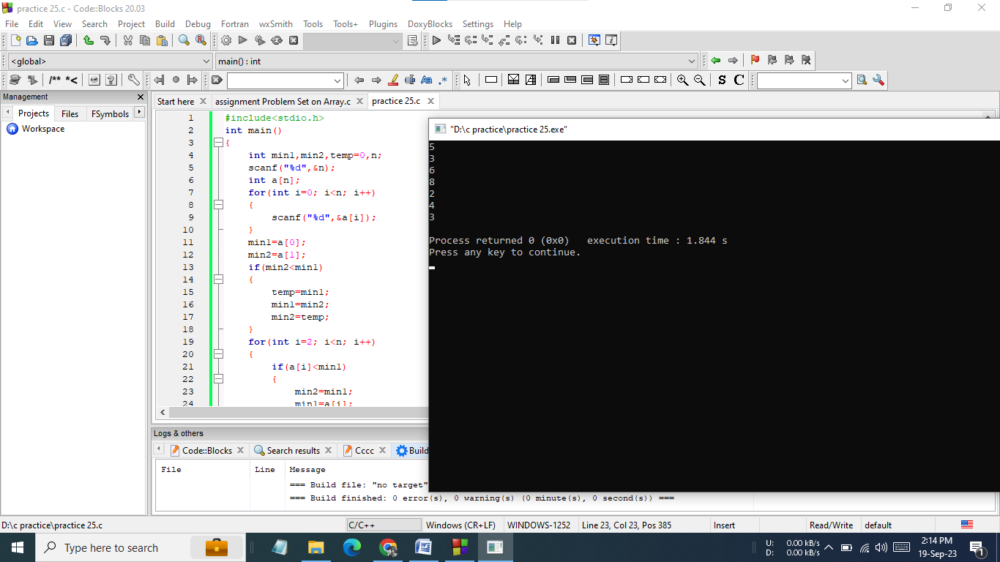 practice 25.c - Code::Blocks 20.03
File Edit View Search Project Build Debug Fortran wxSmith Tools Tools+ Plugins DoxyBlocks Settings Help
<global> main() : int
/** *< Aa .* S C
Management
Projects Files FSymbols
Workspace
Start here assignment Problem Set on Array.c practice 25.c
1 #include<stdio.h>
2 int main()
3 {
4 int min1,min2,temp=0,n;
5 scanf("%d",&n);
6 int a[n];
7 for(int i=0; i<n; i++)
8 {
9 scanf("%d",&a[i]);
10 }
11 min1=a[0];
12 min2=a[1];
13 if(min2<min1)
14 {
15 temp=min1;
16 min1=min2;
17 min2=temp;
18 }
19 for(int i=2; i<n; i++)
20 {
21 if(a[i]<min1)
22 {
23 min2=min1;
24 min1=a[i];
"D:\c practice\practice 25.exe"
5
3
6
8
2
4
3
Process returned 0 (0x0) execution time : 1.844 s
Press any key to continue.
Logs & others
Code::Blocks Search results Cccc Build
File Line Message
=== Build file: "no target"
=== Build finished: 0 error(s), 0 warning(s) (0 minute(s), 0 second(s)) ===
D:\c practice\practice 25.c C/C++ Windows (CR+LF) WINDOWS-1252 Line 23, Col 23, Pos 385 Insert Read/Write default
Type here to search
U: 0.00 kB/s
D: 0.00 kB/s
2:14 PM
19-Sep-23
1